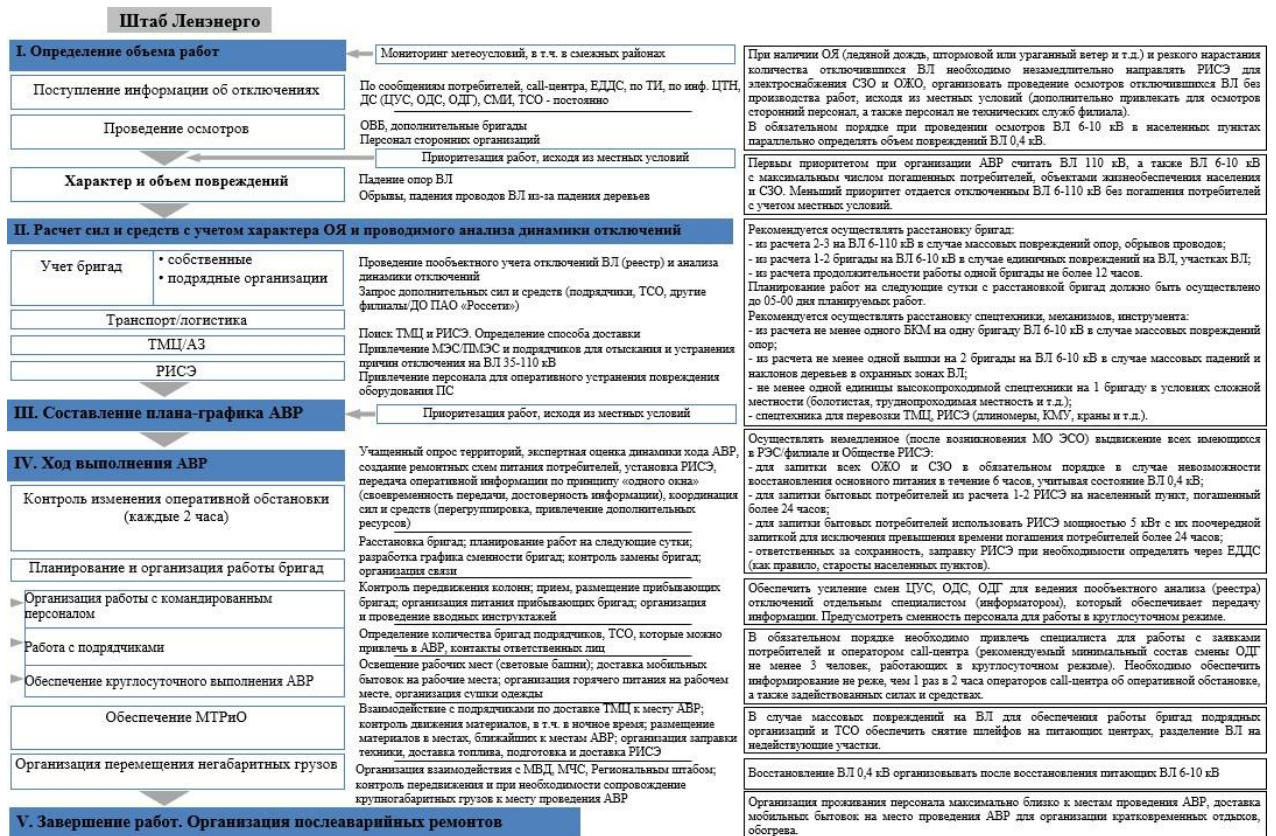 Штаб Ленэнерго
I. Определение объема работ
Мониторинг метеоусловий, в т.ч. в смежных районах
Поступление информации об отключениях
По сообщениям потребителей, call-центра, ЕДДС, по ТИ, по инф. ЦТН,
ДС (ЦУС, ОДС, ОДГ), СМИ, ТСО - постоянно
Проведение осмотров
ОВБ, дополнительные бригады
Персонал сторонних организаций
Приоритезация работ, исходя из местных условий
Характер и объем повреждений
Падение опор ВЛ
Обрывы, падения проводов ВЛ из-за падения деревьев
При наличии ОЯ (ледяной дождь, штормовой или ураганный ветер и т.д.) и резкого нарастания
количества отключившихся ВЛ необходимо незамедлительно направлять РИСЭ для
электроснабжения СЗО и ОЖО, организовать проведение осмотров отключившихся ВЛ без
производства работ, исходя из местных условий (дополнительно привлекать для осмотров
сторонний персонал, а также персонал не технических служб филиала).
В обязательном порядке при проведении осмотров ВЛ 6-10 кВ в населенных пунктах
параллельно определять объем повреждений ВЛ 0,4 кВ.
Первым приоритетом при организации АВР считать ВЛ 110 кВ, а также ВЛ 6-10 кВ
с максимальным числом погашенных потребителей, объектами жизнеобеспечения населения
и СЗО. Меньший приоритет отдается отключенным ВЛ 6-110 кВ без погашения потребителей
с учетом местных условий.
II. Расчет сил и средств с учетом характера ОЯ и проводимого анализа динамики отключений
Учет бригад
• собственные
• подрядные организации
Проведение пообъектного учета отключений ВЛ (реестр) и анализа
динамики отключений
Запрос дополнительных сил и средств (подрядчики, ТСО, другие
филиалы/ДО ПАО «Россети»)
Транспорт/логистика
ТМЦ/АЗ
РИСЭ
Поиск ТМЦ и РИСЭ. Определение способа доставки
Привлечение МЭС/ПМЭС и подрядчиков для отыскания и устранения
причин отключения на ВЛ 35-110 кВ
Привлечение персонала для оперативного устранения повреждения
оборудования ПС
Рекомендуется осуществлять расстановку бригад:
- из расчета 2-3 на ВЛ 6-110 кВ в случае массовых повреждений опор, обрывов проводов;
- из расчета 1-2 бригады на ВЛ 6-10 кВ в случае единичных повреждений на ВЛ, участках ВЛ;
- из расчета продолжительности работы одной бригады не более 12 часов.
Планирование работ на следующие сутки с расстановкой бригад должно быть осуществлено
до 05-00 дня планируемых работ.
Рекомендуется осуществлять расстановку спецтехники, механизмов, инструмента:
- из расчета не менее одного БКМ на одну бригаду ВЛ 6-10 кВ в случае массовых повреждений
опор;
- из расчета не менее одной вышки на 2 бригады на ВЛ 6-10 кВ в случае массовых падений и
наклонов деревьев в охранных зонах ВЛ;
- не менее одной единицы высокопроходимой спецтехники на 1 бригаду в условиях сложной
местности (болотистая, труднопроходимая местность и т.д.);
- спецтехника для перевозки ТМЦ, РИСЭ (длиномеры, КМУ, краны и т.д.).
III. Составление плана-графика АВР
Приоритезация работ, исходя из местных условий
IV. Ход выполнения АВР
Контроль изменения оперативной обстановки
(каждые 2 часа)
Учащенный опрос территорий, экспертная оценка динамики хода АВР,
создание ремонтных схем питания потребителей, установка РИСЭ,
передача оперативной информации по принципу «одного окна»
(своевременность передачи, достоверность информации), координация
сил и средств (перегруппировка, привлечение дополнительных
ресурсов)
Планирование и организация работы бригад
Расстановка бригад; планирование работ на следующие сутки;
разработка графика сменности бригад; контроль замены бригад;
организация связи
Организация работы с командированным
персоналом
Контроль передвижения колонн; прием, размещение прибывающих
бригад; организация питания прибывающих бригад; организация
и проведение вводных инструктажей
Работа с подрядчиками
Определение количества бригад подрядчиков, ТСО, которые можно
привлечь в АВР, контакты ответственных лиц
Обеспечение круглосуточного выполнения АВР
Освещение рабочих мест (световые башни); доставка мобильных
бытовок на рабочие места; организация горячего питания на рабочем
месте, организация сушки одежды
Обеспечение МТРиО
Взаимодействие с подрядчиками по доставке ТМЦ к месту АВР;
контроль движения материалов, в т.ч. в ночное время; размещение
материалов в местах, ближайших к местам АВР; организация заправки
техники, доставка топлива, подготовка и доставка РИСЭ
Организация перемещения негабаритных грузов
Организация взаимодействия с МВД, МЧС, Региональным штабом;
контроль передвижения и при необходимости сопровождение
крупногабаритных грузов к месту проведения АВР
Осуществлять немедленное (после возникновения МО ЭСО) выдвижение всех имеющихся
в РЭС/филиале и Обществе РИСЭ:
- для запитки всех ОЖО и СЗО в обязательном порядке в случае невозможности
восстановления основного питания в течение 6 часов, учитывая состояние ВЛ 0,4 кВ;
- для запитки бытовых потребителей из расчета 1-2 РИСЭ на населенный пункт, погашенный
более 24 часов;
- для запитки бытовых потребителей использовать РИСЭ мощностью 5 кВт с их поочередной
запиткой для исключения превышения времени погашения потребителей более 24 часов;
- ответственных за сохранность, заправку РИСЭ при необходимости определять через ЕДДС
(как правило, старосты населенных пунктов).
Обеспечить усиление смен ЦУС, ОДС, ОДГ для ведения пообъектного анализа (реестра)
отключений отдельным специалистом (информатором), который обеспечивает передачу
информации. Предусмотреть сменность персонала для работы в круглосуточном режиме.
В обязательном порядке необходимо привлечь специалиста для работы с заявками
потребителей и оператором call-центра (рекомендуемый минимальный состав смены ОДГ
не менее 3 человек, работающих в круглосуточном режиме). Необходимо обеспечить
информирование не реже, чем 1 раз в 2 часа операторов call-центра об оперативной обстановке,
а также задействованных силах и средствах.
В случае массовых повреждений на ВЛ для обеспечения работы бригад подрядных
организаций и ТСО обеспечить снятие шлейфов на питающих центрах, разделение ВЛ на
недействующие участки.
Восстановление ВЛ 0,4 кВ организовывать после восстановления питающих ВЛ 6-10 кВ
Организация проживания персонала максимально близко к местам проведения АВР, доставка
мобильных бытовок на место проведения АВР для организации кратковременных отдыхов,
обогрева.
V. Завершение работ. Организация послеаварийных ремонтов